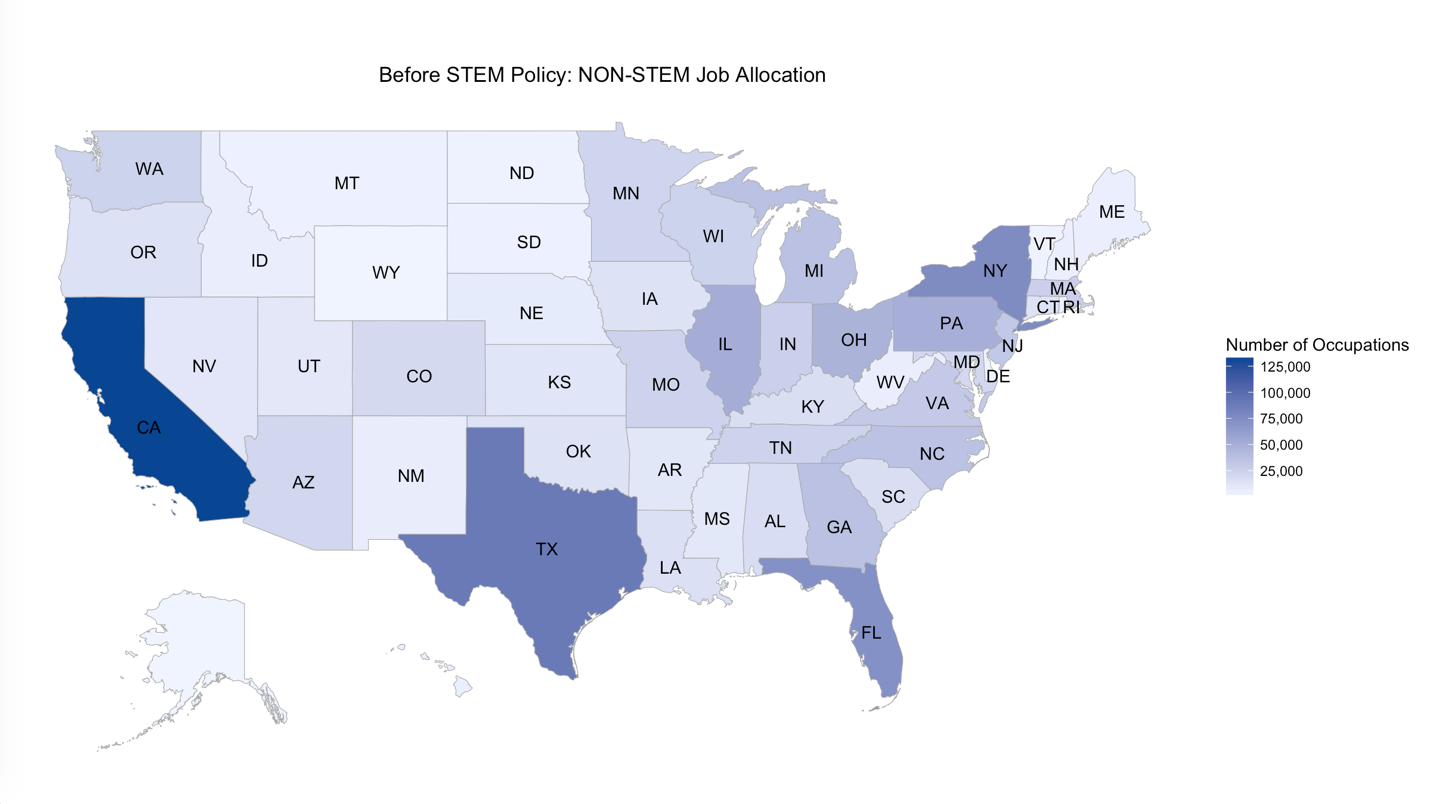 Before STEM Policy: NON-STEM Job Allocation
WA
MT
ND
MN
ME
OR
ID
SD
WI
VT
NY
NH
WY
MI
MA
NE
IA
CT RI
PA
NV
UT
CO
IL
IN
OH
NJ
KS
MO
MD
DE
WV
KY
VA
CA
OK
TN
NC
AZ
NM
AR
SC
MS
AL
GA
TX
LA
FL
Number of Occupations
125,000
100,000
75,000
50,000
25,000